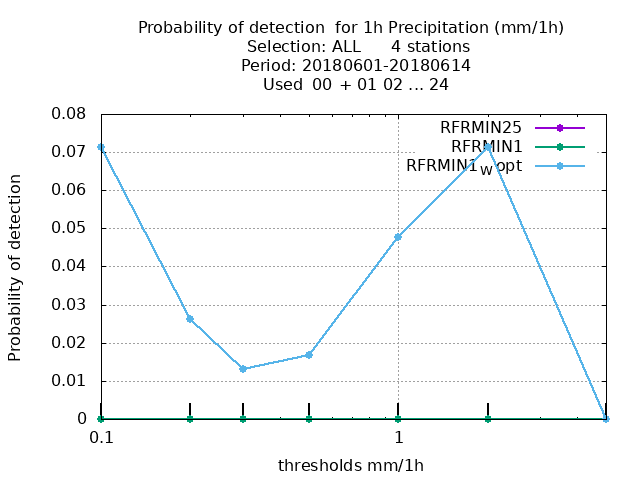 Probability of detection  for 1h Precipitation (mm/1h)
Selection: ALL      4 stations
Period: 20180601-20180614
Used  00  + 01 02 ... 24
0.08
0.07
0.06
0.05
0.04
0.03
0.02
0.01
0
Probability of detection
RFRMIN25
RFRMIN1
RFRMIN1Wopt
0.1
1
thresholds mm/1h